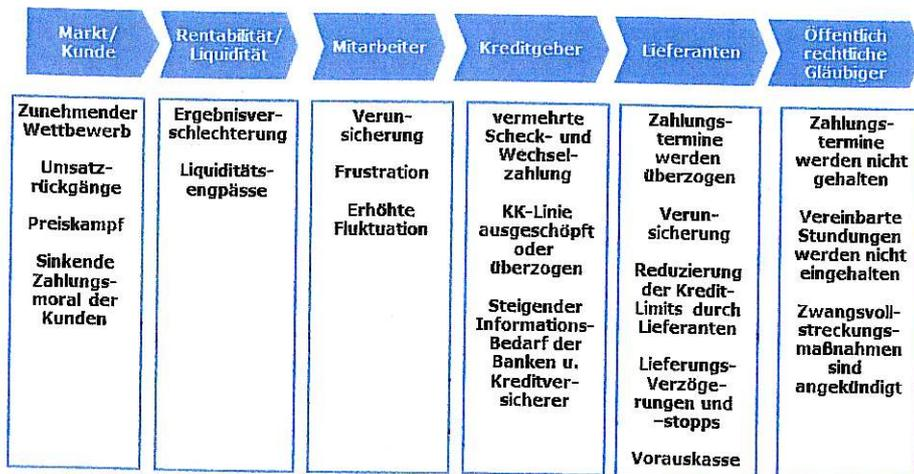 Markt/
Kunde
Rentabilität/
Liquidität
Mitarbeiter
Kreditgeber
Lieferanten
Öffentlich
rechtliche
Gläubiger
Zunehmender
Wettbewerb
Umsatz-
rückgänge
Preiskampf
Sinkende
Zahlungs-
moral der
Kunden
Ergebnisver-
schlechterung
Liquiditäts-
engpässe
Verun-
sicherung
Frustration
Erhöhte
Fluktuation
vermehrte
Scheck- und
Wechsel-
zahlung
KK-Linie
ausgeschöpft
oder
überzogen
Steigender
Informations-
Bedarf der
Banken u.
Kreditver-
sicherer
Zahlungs-
termine
werden
überzogen
Verun-
sicherung
Reduzierung
der Kredit-
Limits durch
Lieferanten
Lieferungs-
Verzöge-
rungen und
–stopps
Vorauskasse
Zahlungs-
termine
werden nicht
gehalten
Vereinbarte
Stundungen
werden nicht
eingehalten
Zwangsvoll-
streckungs-
maßnahmen
sind
angekündigt